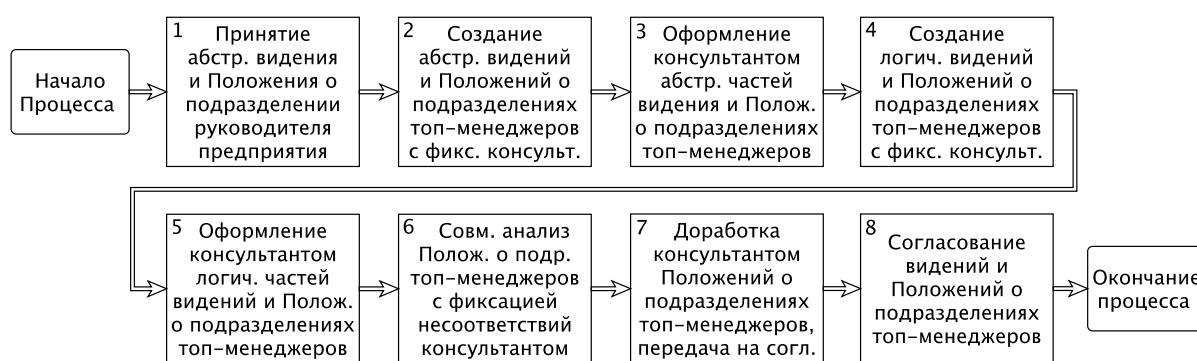 Начало
Процесса
1 Принятие
абстр. видения
и Положения о
подразделении
руководителя
предприятия
2 Создание
абстр. видений
и Положений о
подразделениях
топ-менеджеров
с фикс. консульт.
3 Оформление
консультантом
абстр. частей
видения и Полож.
о подразделениях
топ-менеджеров
4 Создание
логич. видений
и Положений о
подразделениях
топ-менеджеров
с фикс. консульт.
5 Оформление
консультантом
логич. частей
видений и Полож.
о подразделениях
топ-менеджеров
6 Совм. анализ
Полож. о подр.
топ-менеджеров
с фиксацией
несоответствий
консультантом
7 Доработка
консультантом
Положений о
подразделениях
топ-менеджеров,
передача на согл.
8 Согласование
видений и
Положений о
подразделениях
топ-менеджеров
Окончание
процесса